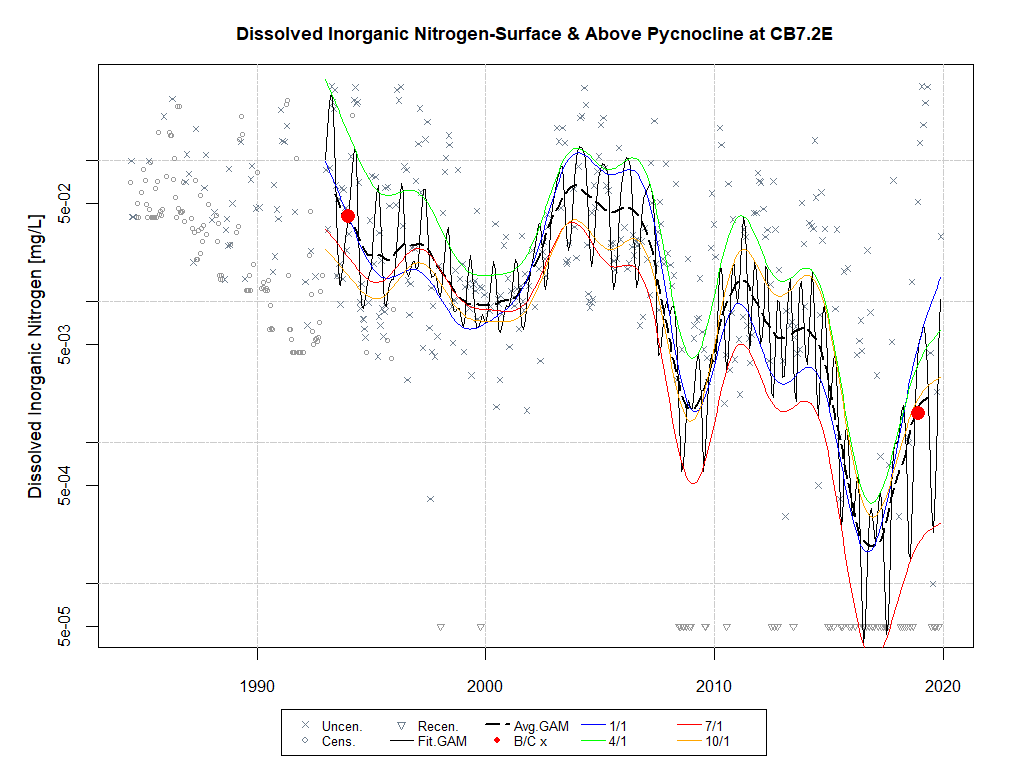 Dissolved Inorganic Nitrogen-Surface & Above Pycnocline at CB7.2E
Dissolved Inorganic Nitrogen [mg/L]
5e-02
5e-03
5e-04
5e-05
1990 2000 2010 2020
Uncen. Recen. Avg.GAM 1/1 7/1
Cens. Fit.GAM B/C x 4/1 10/1